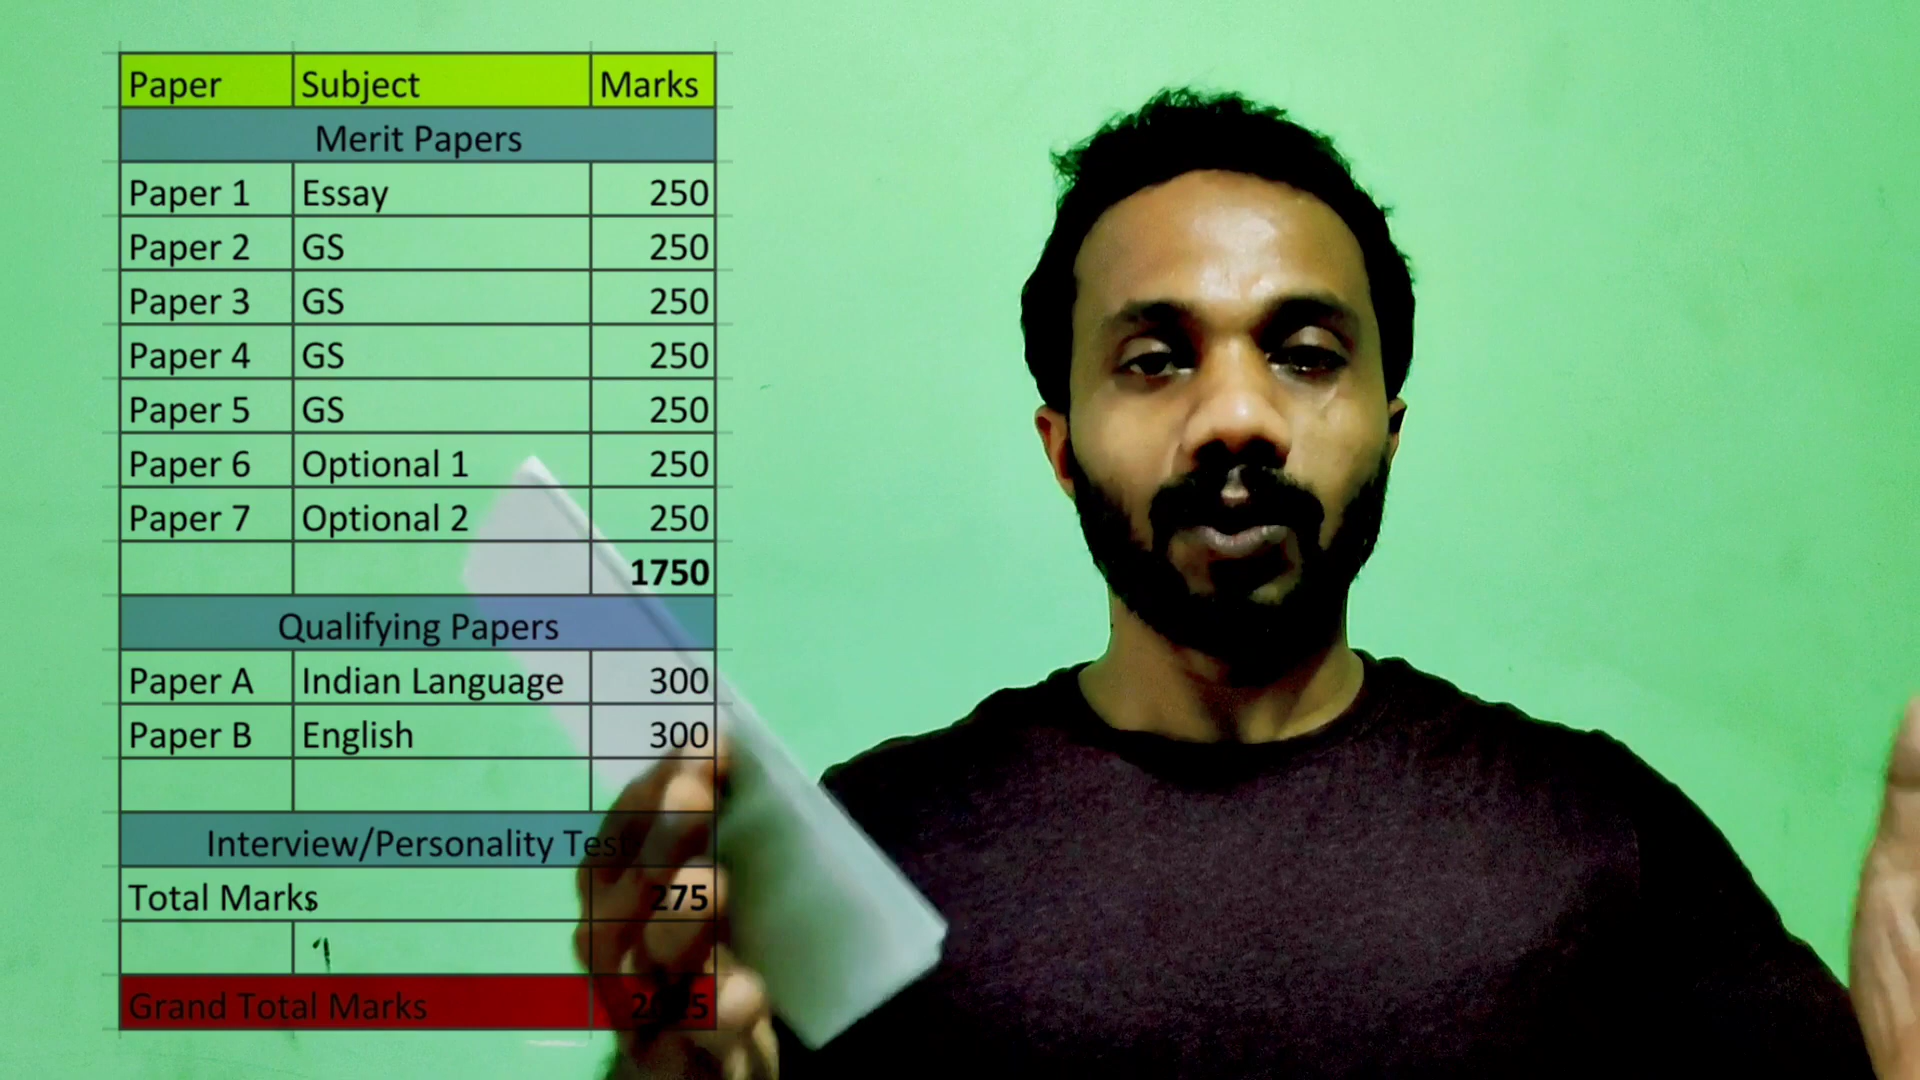 Paper Subject Marks
Merit Papers
Paper 1 Essay 250
Paper 2 GS 250
Paper 3 GS 250
Paper 4 GS 250
Paper 5 GS 250
Paper 6 Optional 1 250
Paper 7 Optional 2 250
1750
Qualifying Papers
Paper A Indian Language 300
Paper B English 300
Interview/Personality Test
Total Marks 275
Grand Total Marks